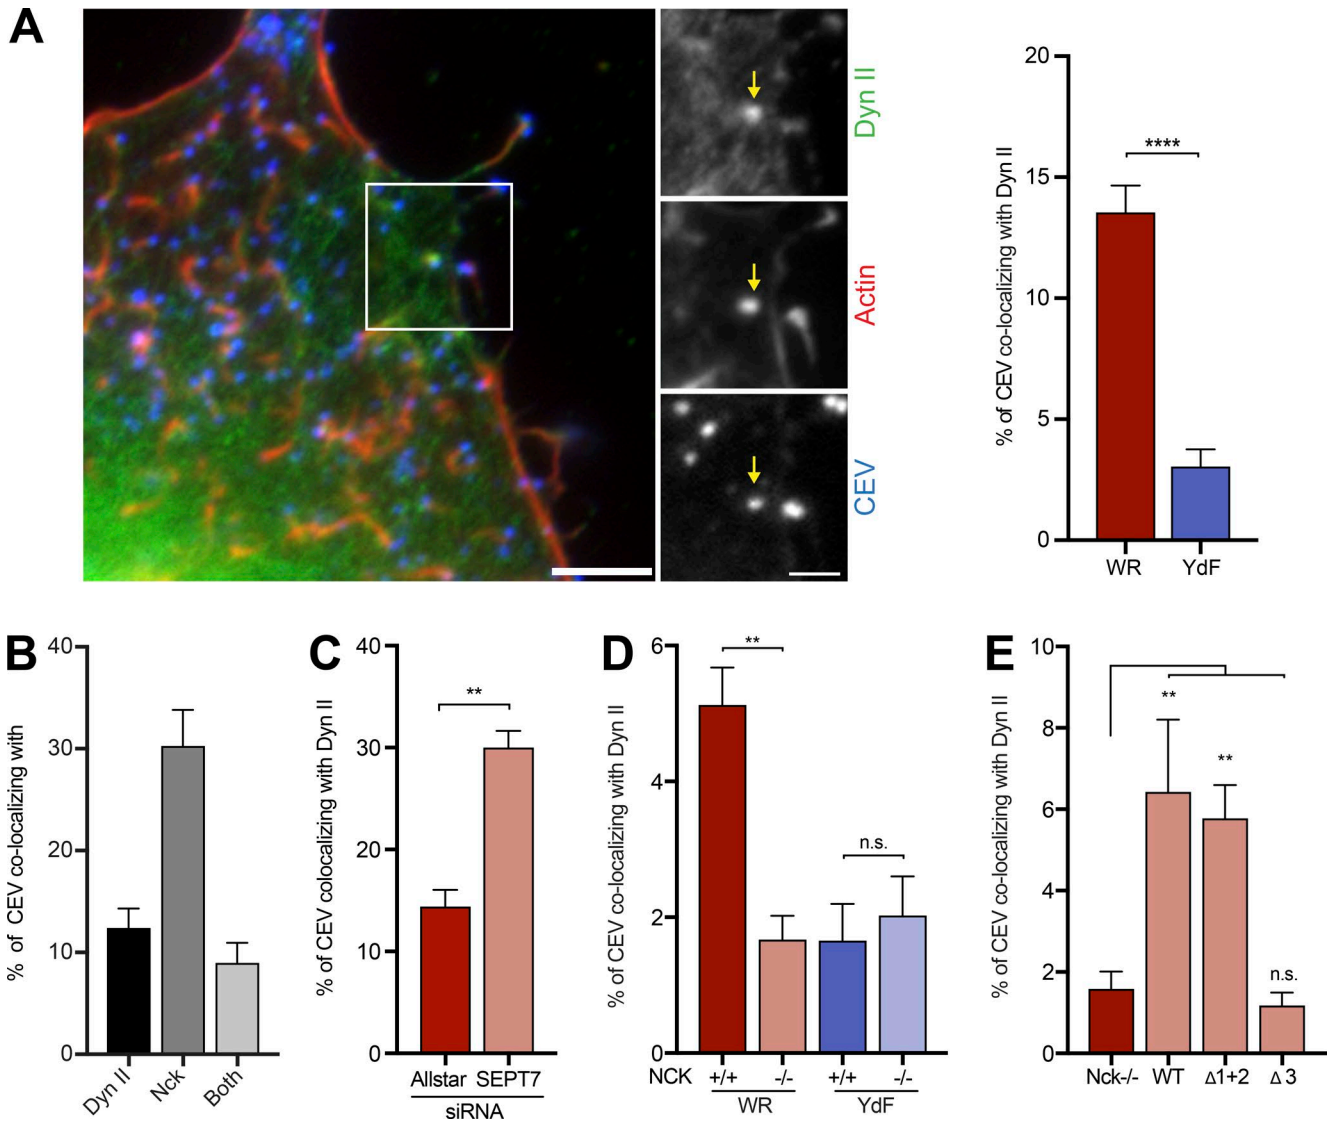 A
Dyn II
Actin
CEV
% of CEV co-localizing with Dyn II
20
15
10
5
0
****
WR
YdF
B
% of CEV co-localizing with
40
30
20
10
0
Dyn II
Nck
Both
C
% of CEV colocalizing with Dyn II
40
30
20
10
0
**
Allstar SEPT7
siRNA
D
% of CEV co-localizing with Dyn II
6
4
2
0
**
n.s.
NCK +/+ -/- +/+ -/-
WR YdF
E
% of CEV co-localizing with Dyn II
10
8
6
4
2
0
**
**
n.s.
Nck-/- WT Δ1+2 Δ 3